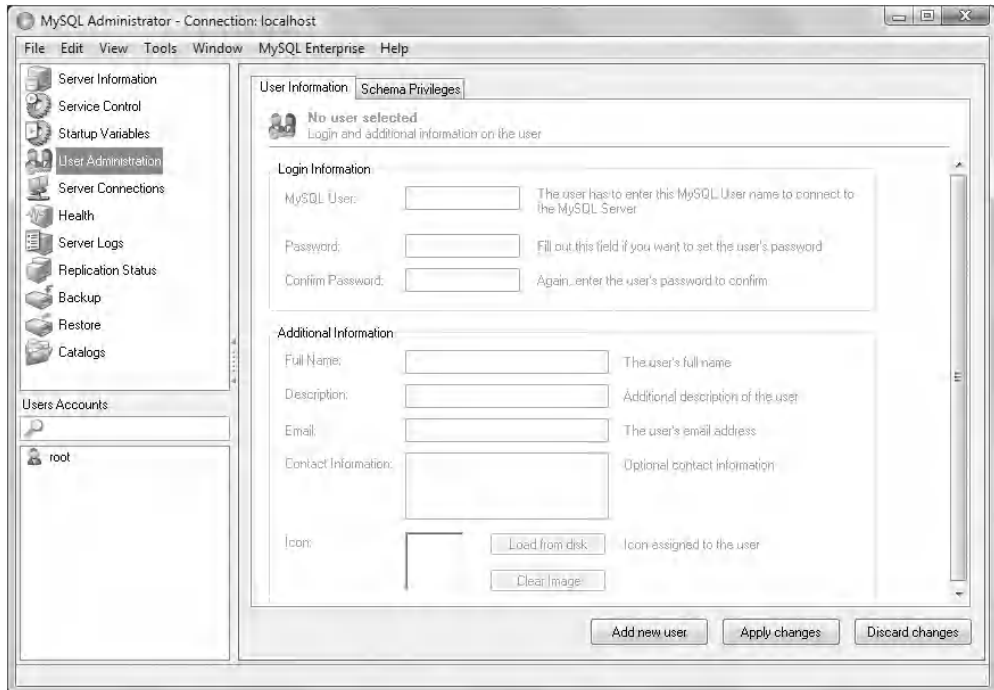 MySQL Administrator - Connection: localhost
File Edit View Tools Window MySQL Enterprise Help
Server Information
Service Control
Startup Variables
User Administration
Server Connections
Health
Server Logs
Replication Status
Backup
Restore
Catalogs
Users Accounts
root
User Information Schema Privileges
No user selected
Login and additional information on the user
Login Information
MySQL User: The user has to enter this MySQL User name to connect to
the MySQL Server
Password: Fill out this field if you want to set the user's password
Confirm Password: Again, enter the user's password to confirm
Additional Information
Full Name: The user's full name
Description: Additional description of the user
Email: The user's email address
Contact Information: Optional contact information
Icon: Load from disk Icon assigned to the user
Clear Image
Add new user Apply changes Discard changes